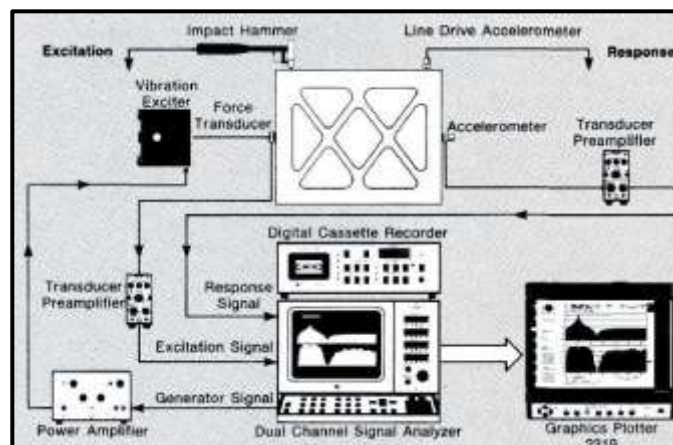 Impact Hammer
Line Drive Accelerometer
Excitation
Response
Vibration
Exciter
Force
Transducer
Accelerometer
Transducer
Preamplifier
Digital Cassette Recorder
Transducer
Preamplifier
Response
Signal
Excitation Signal
Generator Signal
Power Amplifier
Dual Channel Signal Analyzer
Graphics Plotter